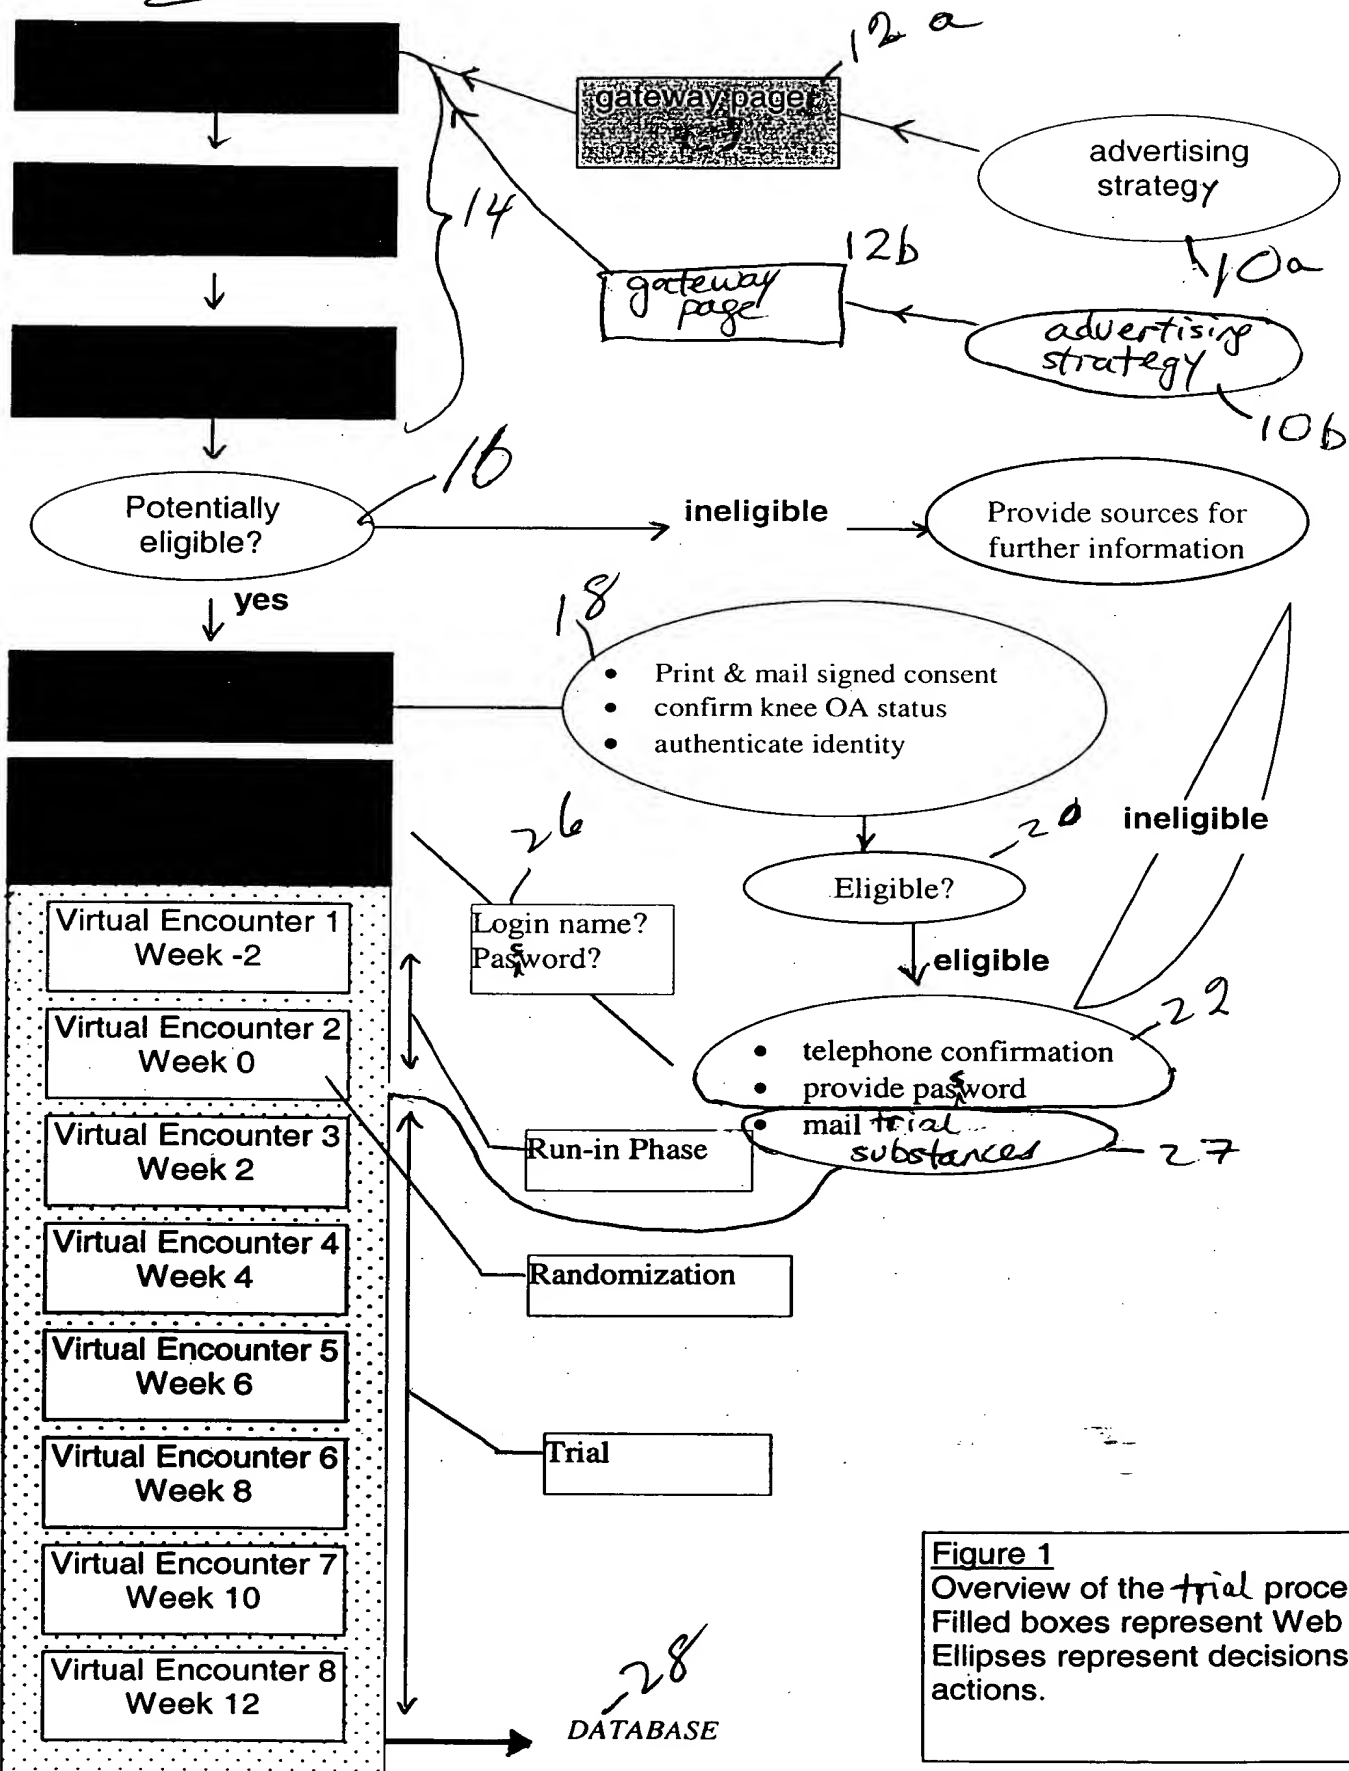 12a
gateway page
advertising
strategy
10a
14
12b
gateway
page
advertising
strategy
10b
16
Potentially
eligible?
ineligible
Provide sources for
further information
yes
18
• Print & mail signed consent
• confirm knee OA status
• authenticate identity
20
ineligible
26
Eligible?
Login name?
Password?
eligible
22
• telephone confirmation
• provide password
• mail trial
substances
27
Virtual Encounter 1
Week -2
Virtual Encounter 2
Week 0
Virtual Encounter 3
Week 2
Virtual Encounter 4
Week 4
Virtual Encounter 5
Week 6
Virtual Encounter 6
Week 8
Virtual Encounter 7
Week 10
Virtual Encounter 8
Week 12
Run-in Phase
Randomization
Trial
28
DATABASE
Figure 1
Overview of the trial proce
Filled boxes represent Web
Ellipses represent decisions
actions.